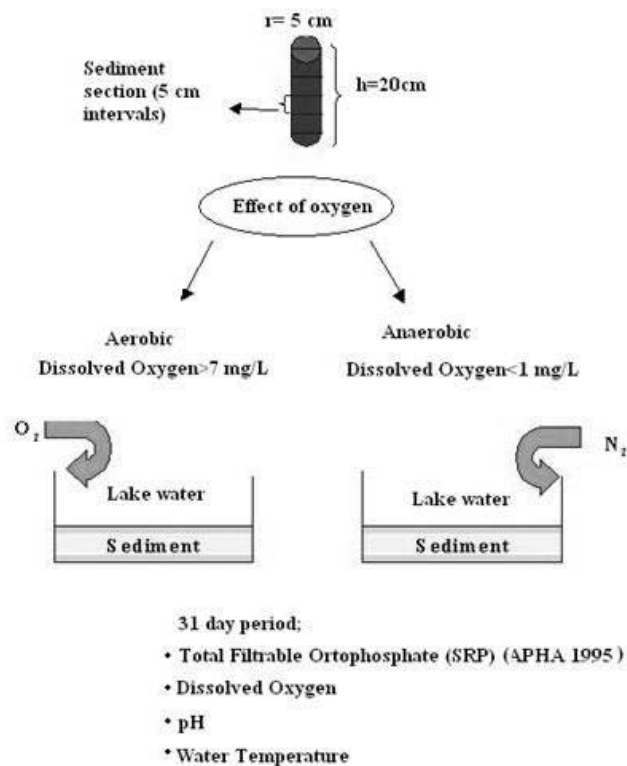 r= 5 cm
Sediment
section (5 cm
intervals)
h=20cm
Effect of oxygen
Aerobic
Dissolved Oxygen>7 mg/L
Anaerobic
Dissolved Oxygen<1 mg/L
O₂
N₂
Lake water
Sediment
Lake water
Sediment
31 day period;
• Total Filtrable Ortophosphate (SRP) (APHA 1995)
• Dissolved Oxygen
• pH
• Water Temperature